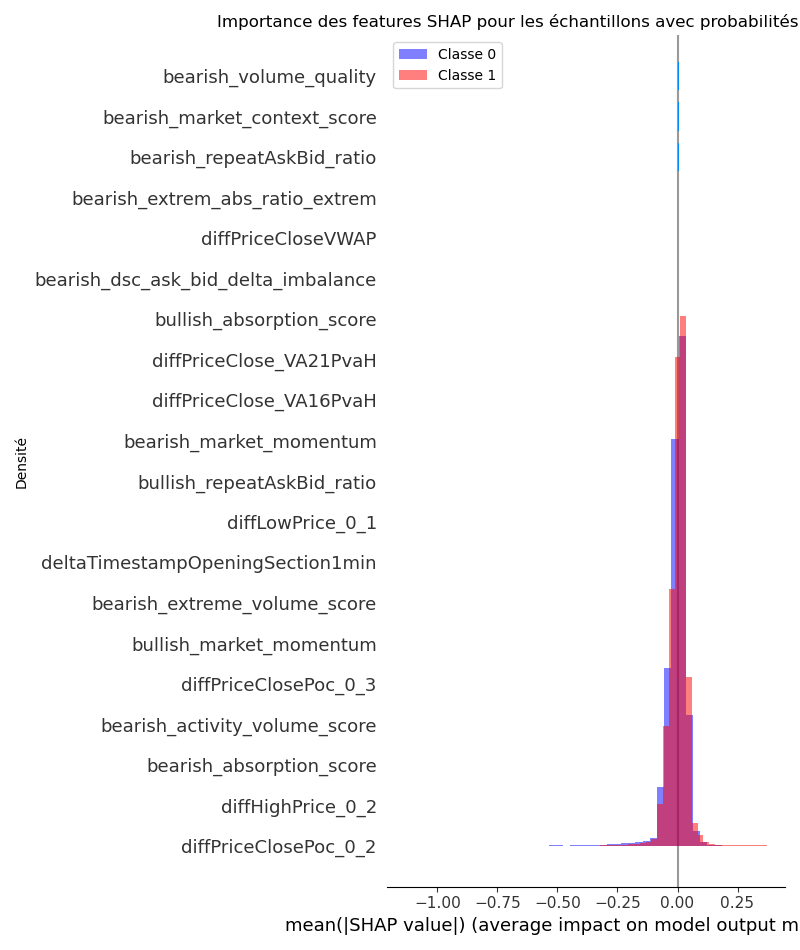 Importance des features SHAP pour les échantillons avec probabilités
Classe 0
Classe 1
bearish_volume_quality
bearish_market_context_score
bearish_repeatAskBid_ratio
bearish_extrem_abs_ratio_extrem
diffPriceCloseVWAP
bearish_dsc_ask_bid_delta_imbalance
bullish_absorption_score
diffPriceClose_VA21PvaH
diffPriceClose_VA16PvaH
bearish_market_momentum
bullish_repeatAskBid_ratio
diffLowPrice_0_1
deltaTimestampOpeningSection1min
bearish_extreme_volume_score
bullish_market_momentum
diffPriceClosePoc_0_3
bearish_activity_volume_score
bearish_absorption_score
diffHighPrice_0_2
diffPriceClosePoc_0_2
Densité
−1.00 −0.75 −0.50 −0.25 0.00 0.25
mean(|SHAP value|) (average impact on model output m